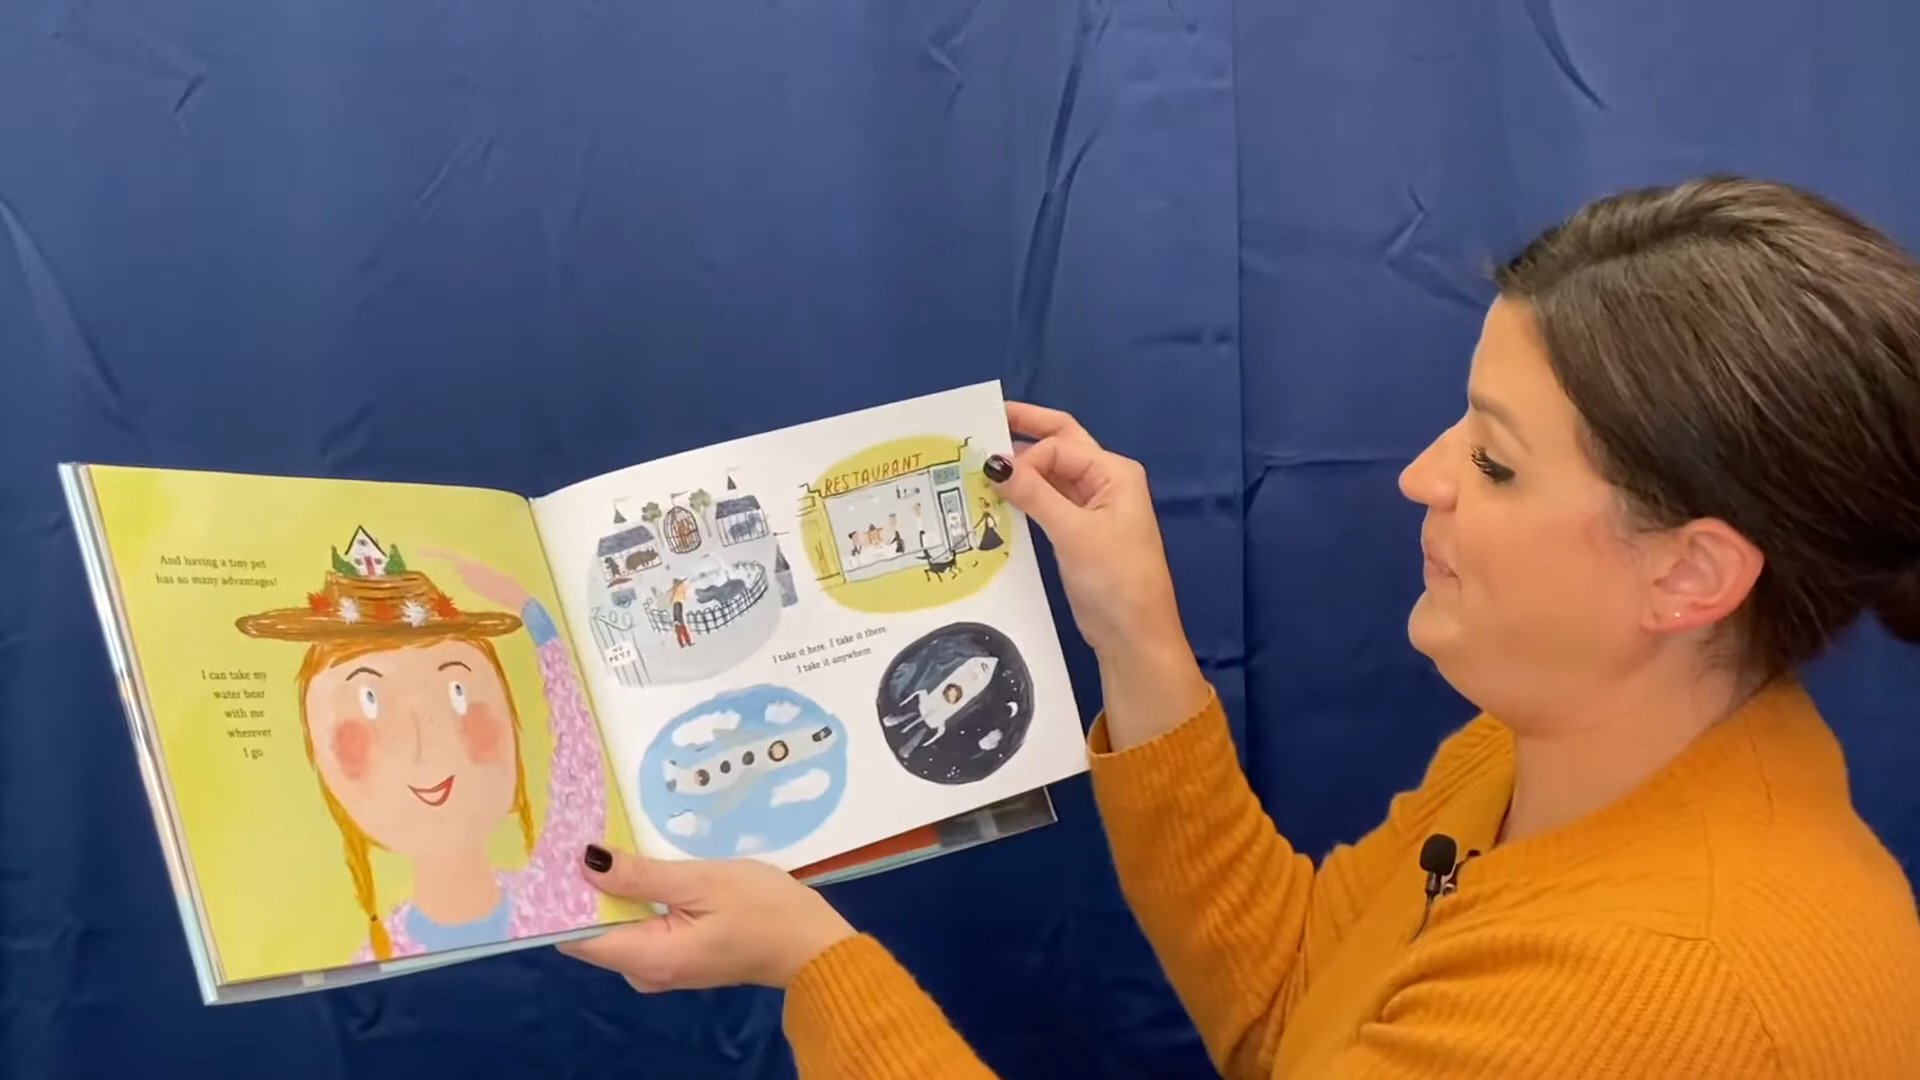 And having a tiny pet
has so many advantages!
I can take my
water bear
with me
wherever
I go.
RESTAURANT
ZOO
NO
PETS
I take it here. I take it there.
I take it anywhere.